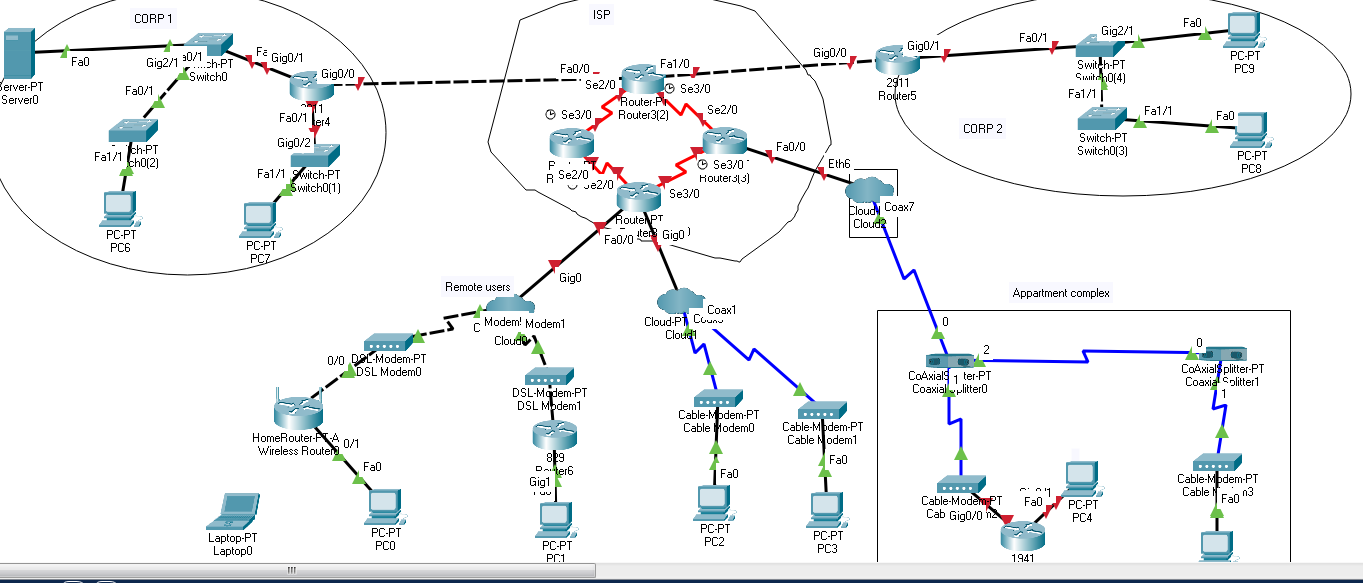 CORP 1
ISP
Fa0
Gig2/1
Switch0
Server0
Fa0/1
Gig0/1
Gig0/0
Fa0/1
Gig0/2
Fa1/1
Switch-PT
Switch0(1)
Fa1/1
PC-PT
PC6
PC-PT
PC7
Fa0/0
Fa1/0
Se2/0
Se3/0
Router3(2)
Se3/0
Se2/0
Se2/0
Se3/0
Router3(3)
Se2/0
Se3/0
Fa0/0
Fa0/0
Gig0
Eth6
Coax7
Cloud2
Gig0/0
Gig0/1
2911
Router5
Fa0/1
Gig2/1
Fa0
Switch-PT
Switch0(4)
PC-PT
PC9
Fa1/1
CORP 2
Fa1/1
Fa0
Switch-PT
Switch0(3)
PC-PT
PC8
Remote users
Gig0
Modem1
DSL-Modem-PT
DSL Modem0
0/0
HomeRouter-PT-A
Wireless Router0
0/1
Fa0
PC-PT
PC0
Laptop-PT
Laptop0
DSL-Modem-PT
DSL Modem1
Gig1
PC-PT
PC1
Coax1
Cloud1
Cable-Modem-PT
Cable Modem0
Cable-Modem-PT
Cable Modem1
Fa0
PC-PT
PC2
Fa0
PC-PT
PC3
Appartment complex
0
2
0
1
CoAxialSplitter-PT
1
Cable-Modem-PT
Gig0/0
Fa0
PC-PT
PC4
1941
Cable-Modem-PT
Fa0